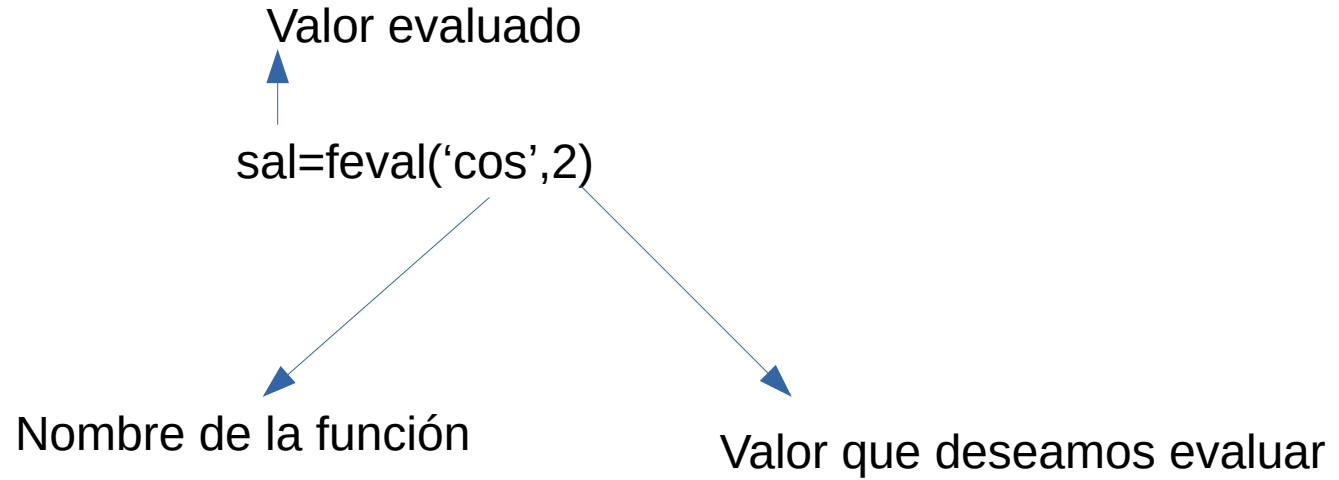 Valor evaluado
sal=feval(‘cos’,2)
Nombre de la función
Valor que deseamos evaluar